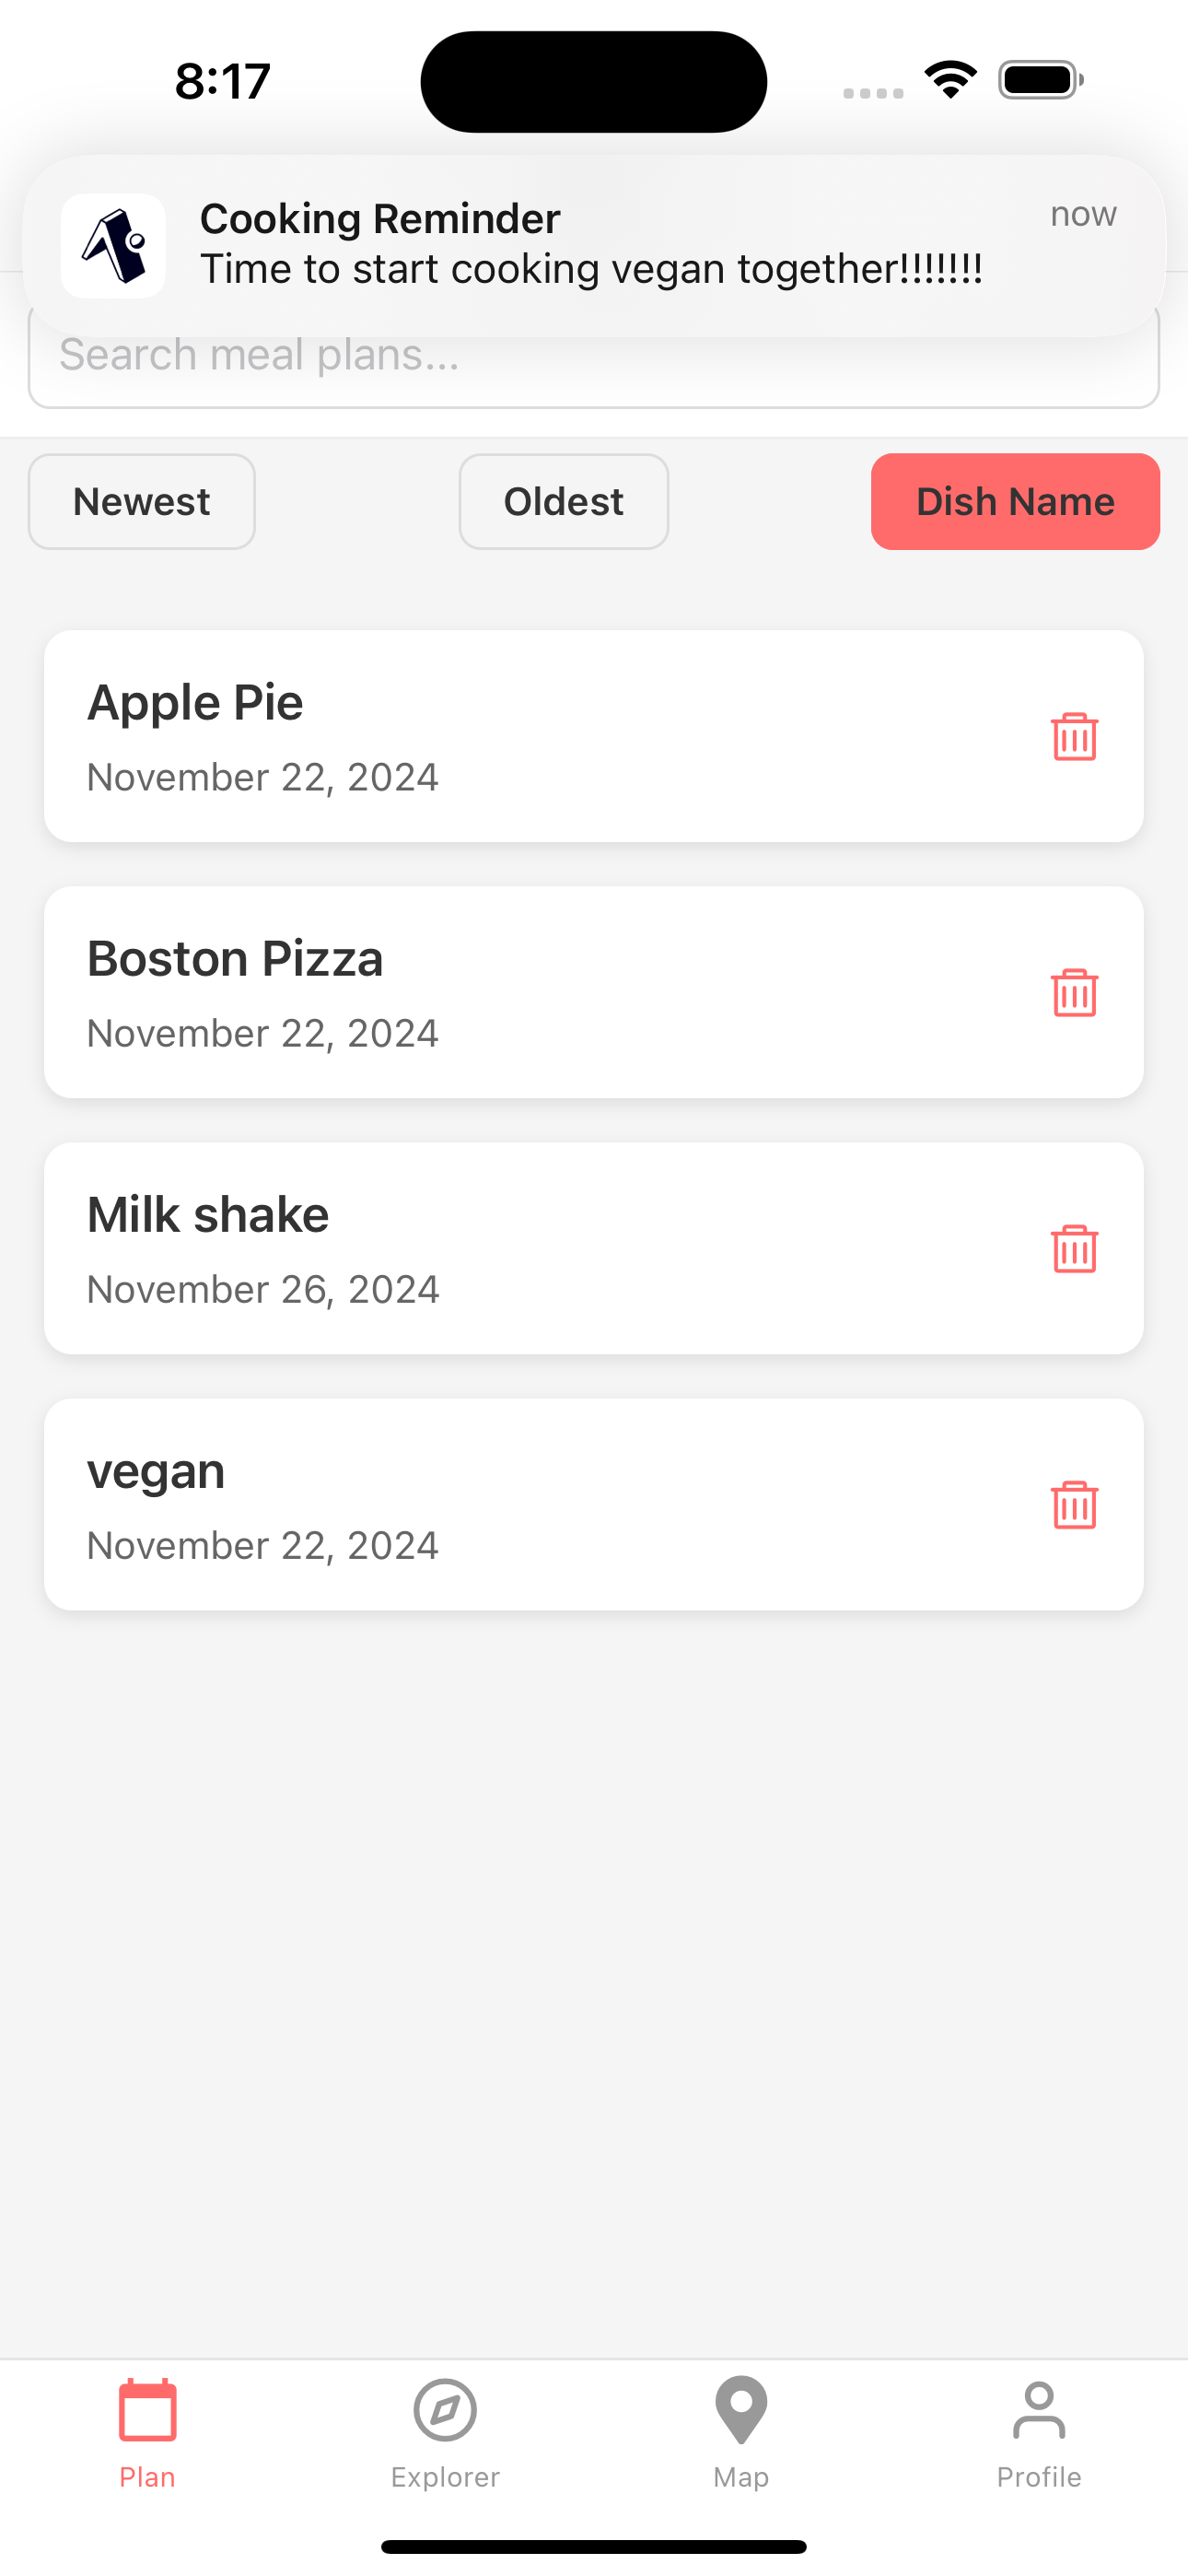 8:17
Cooking Reminder
now
Time to start cooking vegan together!!!!!!!
Search meal plans...
Newest
Oldest
Dish Name
Apple Pie
November 22, 2024
Boston Pizza
November 22, 2024
Milk shake
November 26, 2024
vegan
November 22, 2024
Plan
Explorer
Map
Profile